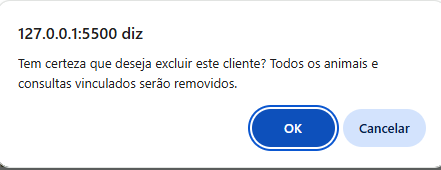 127.0.0.1:5500 diz
Tem certeza que deseja excluir este cliente? Todos os animais e
consultas vinculados serão removidos.
OK
Cancelar